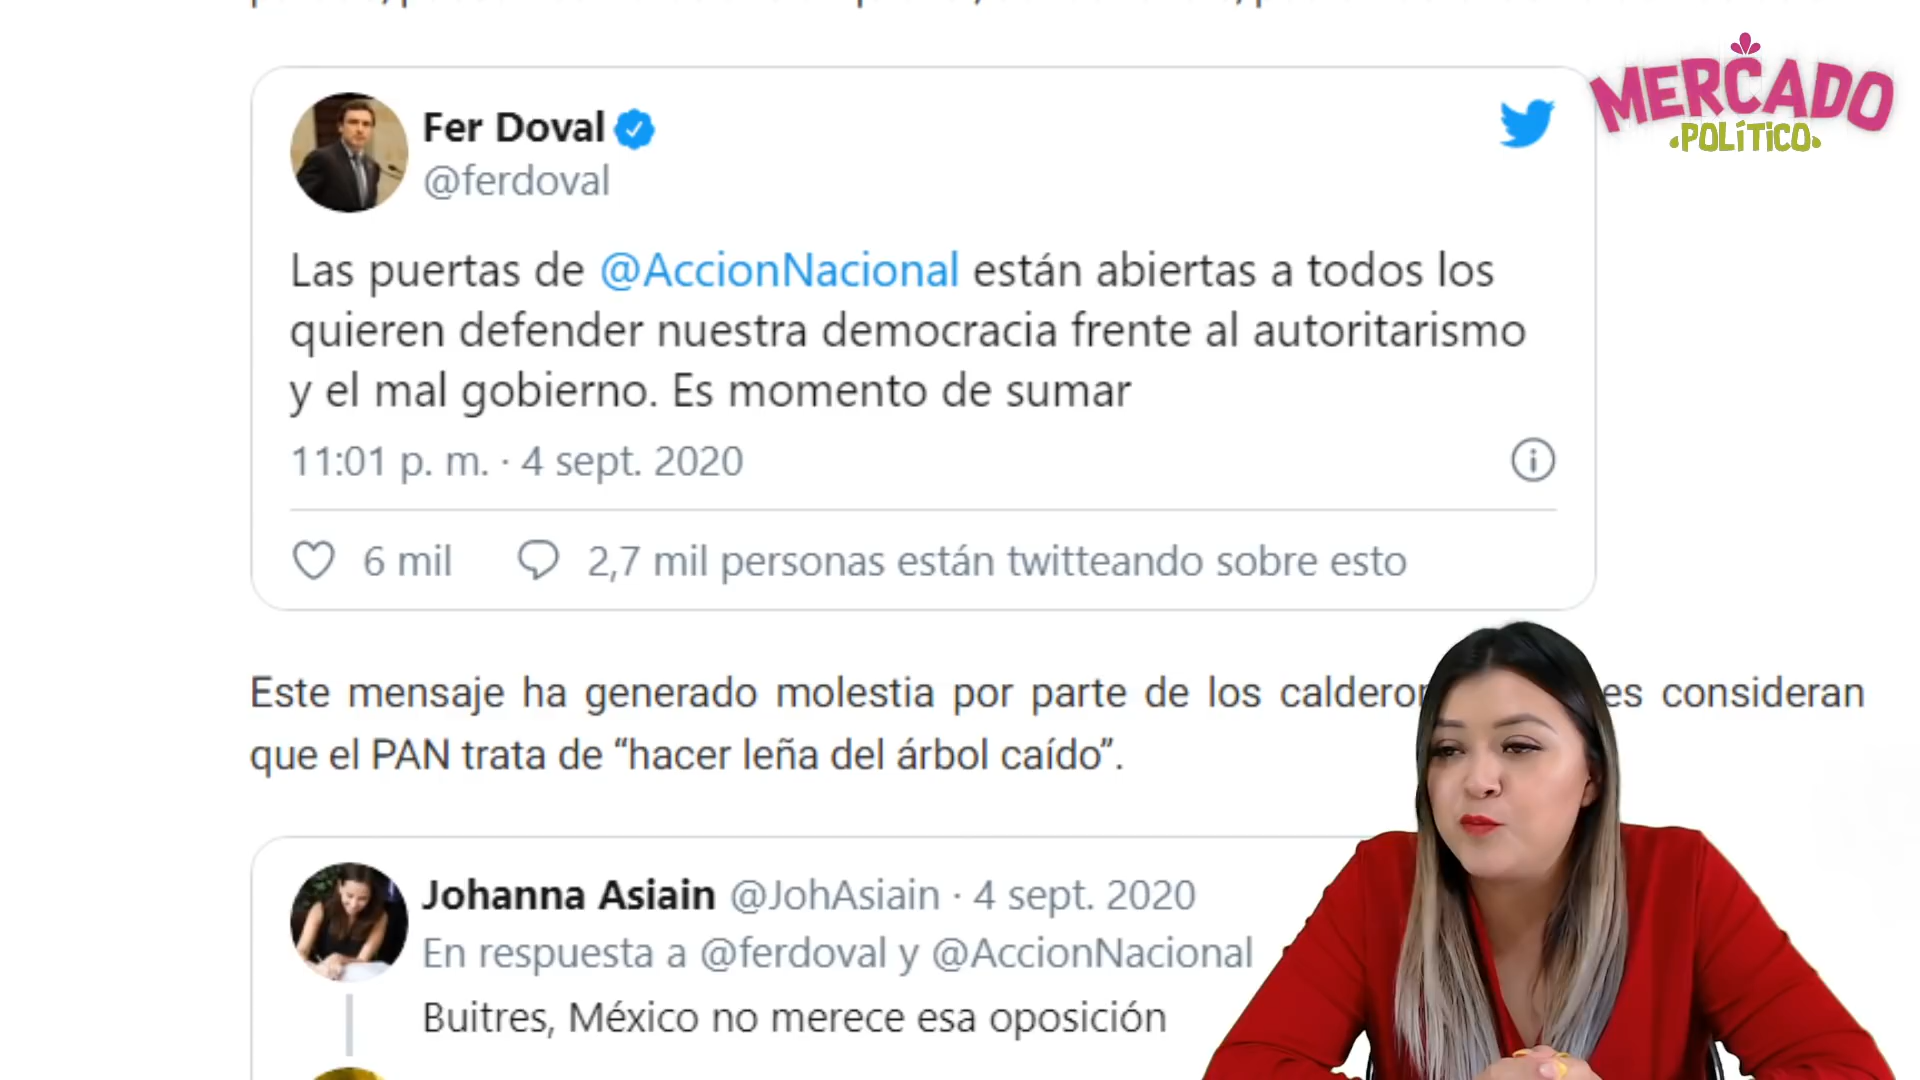 MERCADO
POLÍTICO
Fer Doval
@ferdoval
Las puertas de @AccionNacional están abiertas a todos los
quieren defender nuestra democracia frente al autoritarismo
y el mal gobierno. Es momento de sumar
11:01 p. m. · 4 sept. 2020
6 mil 2,7 mil personas están twitteando sobre esto
Este mensaje ha generado molestia por parte de los consideran
que el PAN trata de “hacer leña del árbol caído”.
Johanna Asiain @JohAsiain · 4 sept. 2020
En respuesta a @ferdoval y @AccionNacional
Buitres, México no merece esa oposición